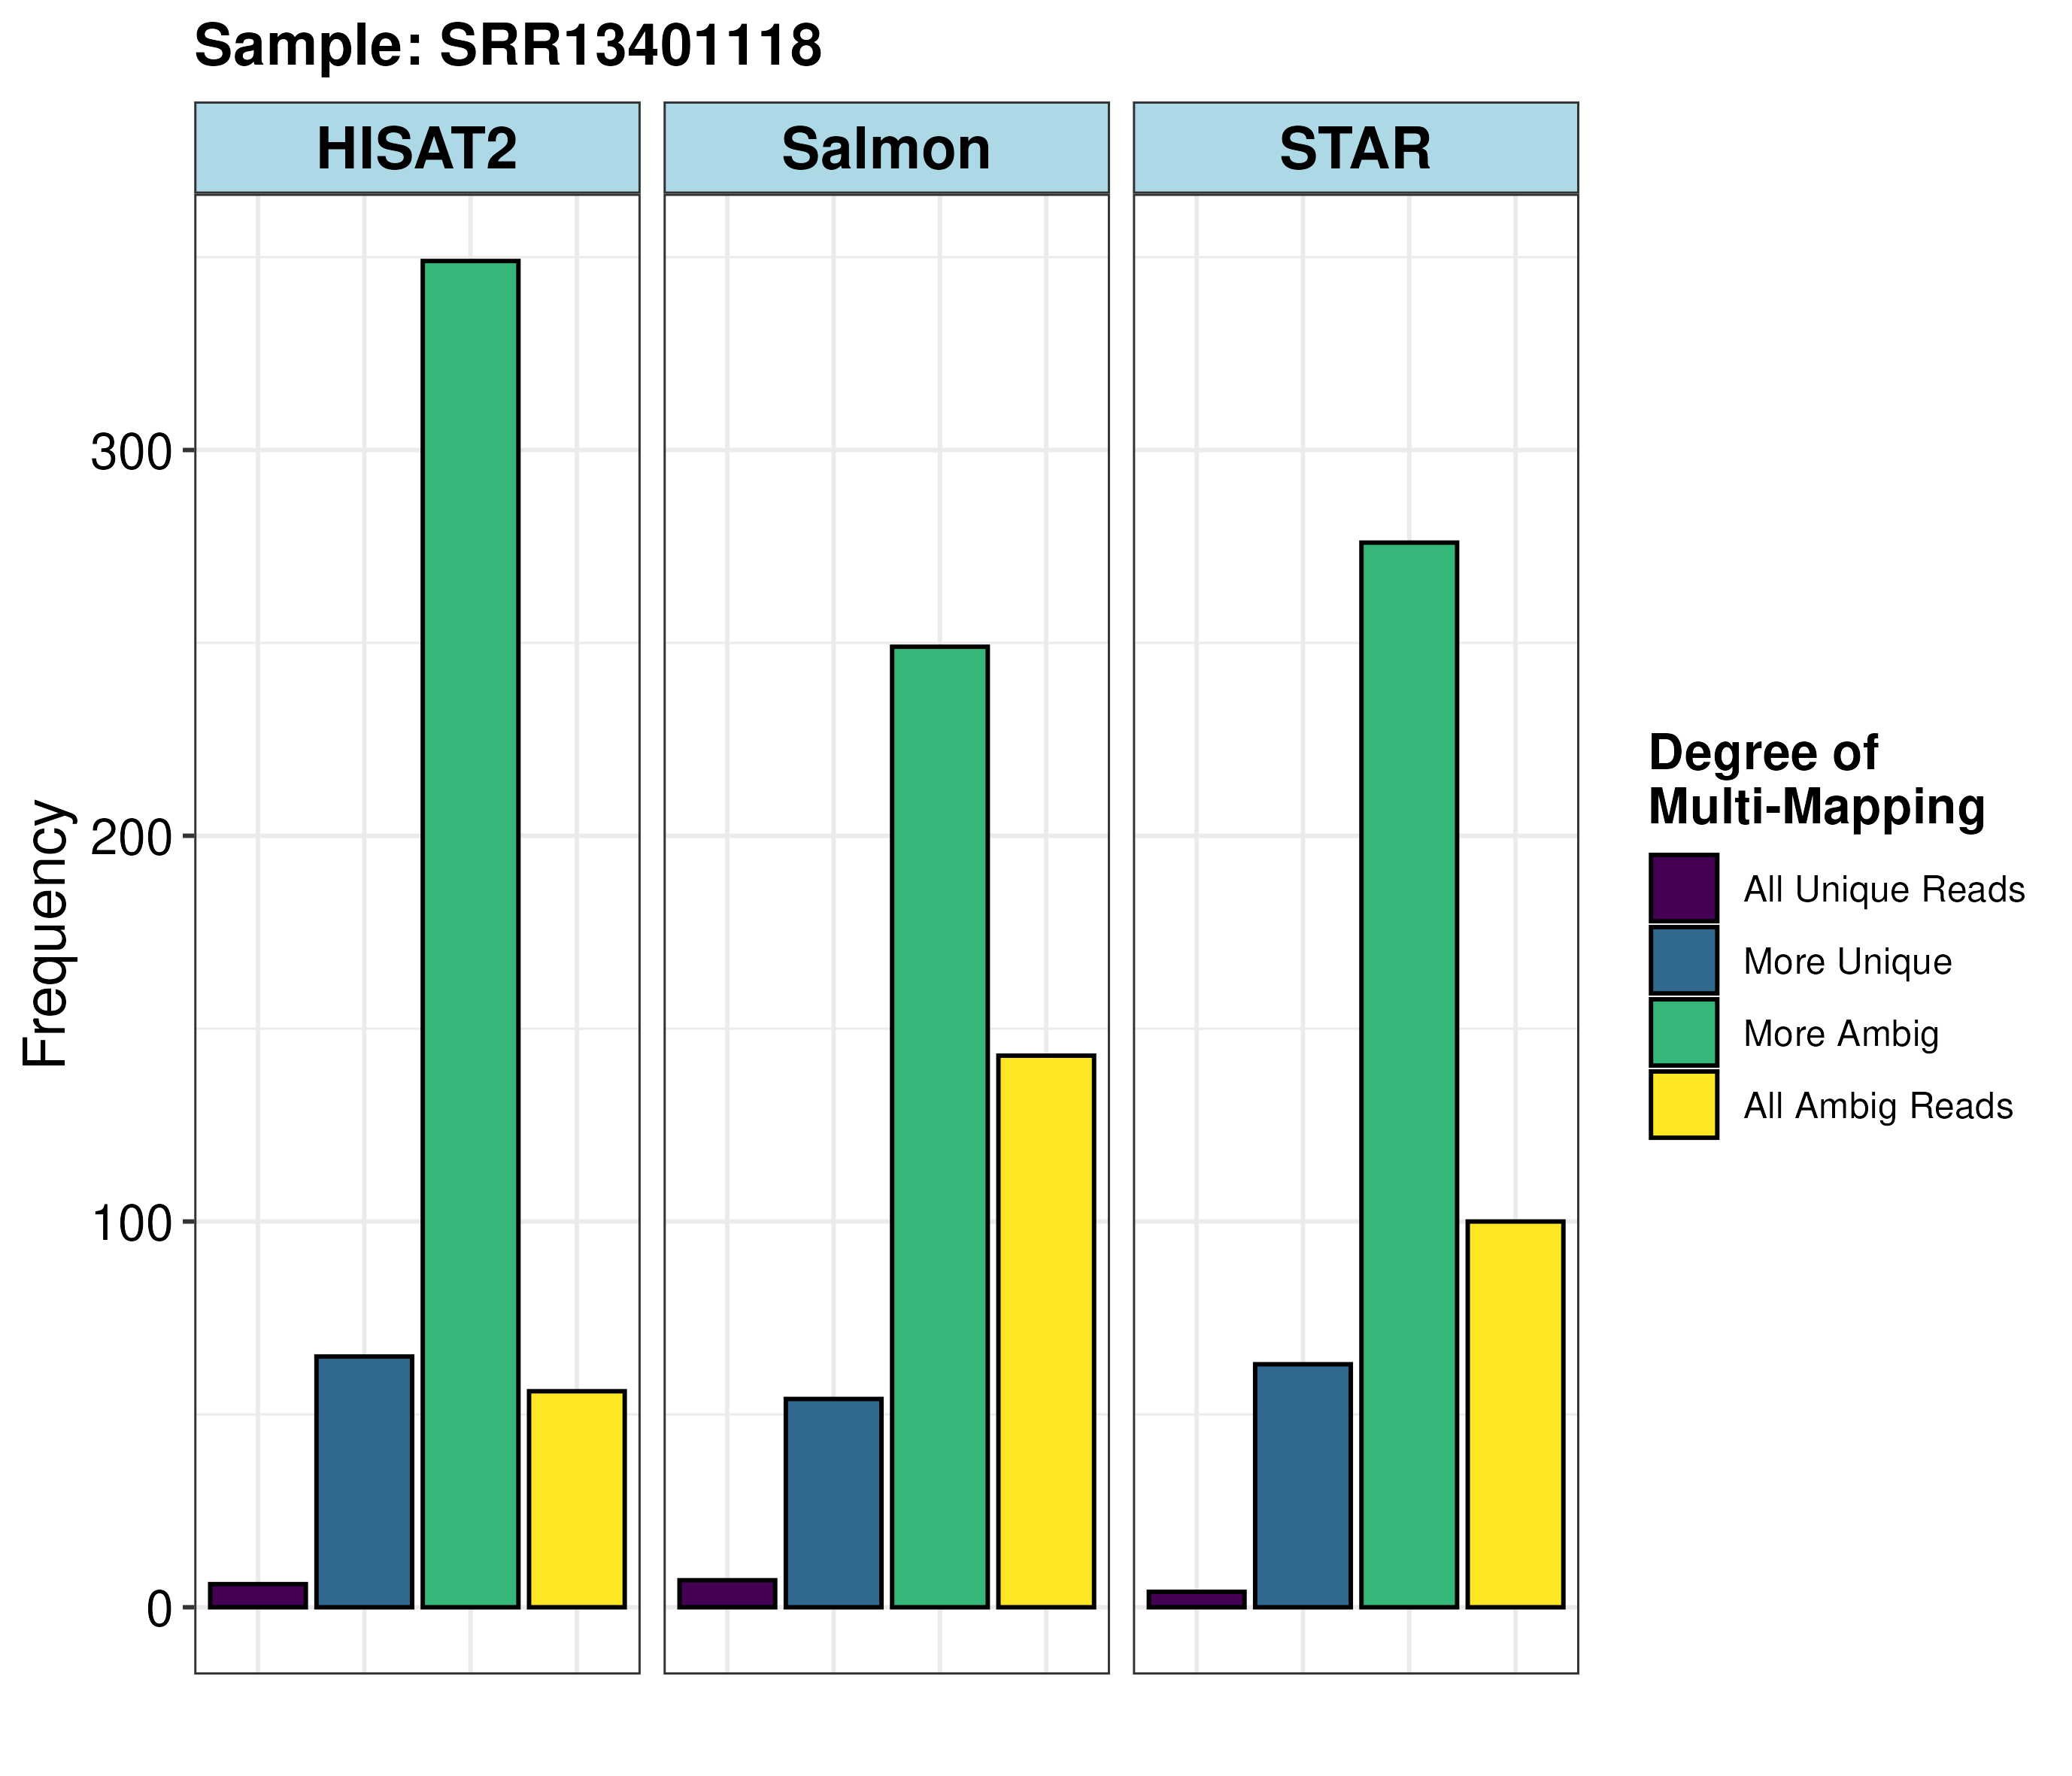 Sample: SRR13401118
HISAT2
Salmon
STAR
Frequency
300
200
100
0
Degree of
Multi-Mapping
All Unique Reads
More Unique
More Ambig
All Ambig Reads